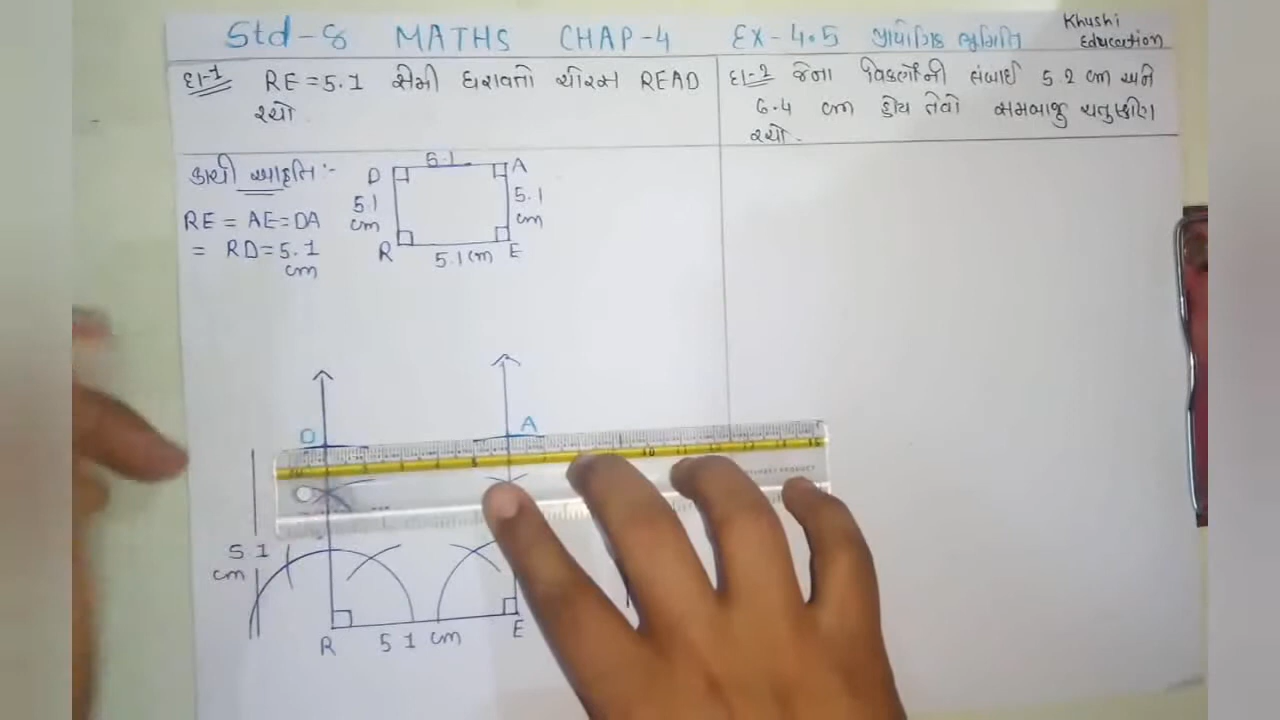 Std-8 MATHS CHAP-4 EX-4.5 પ્રાયોગિક ભૂમિતિ
Khushi
Education
દા-1 RE=5.1 સેમી ધરાવતો ચોરસ READ
રચો.
દા-2 જેના વિકર્ણોની લંબાઈ 5.2 cm અને
6.4 cm હોય તેવો સમબાજુ ચતુષ્કોણ
રચો.
કાચી આકૃતિ:-
RE = AE=DA
= RD=5.1
cm
5.1
D A
5.1
cm
5.1
cm
R E
5.1cm
D A
5 1
cm
R E
5 1 cm